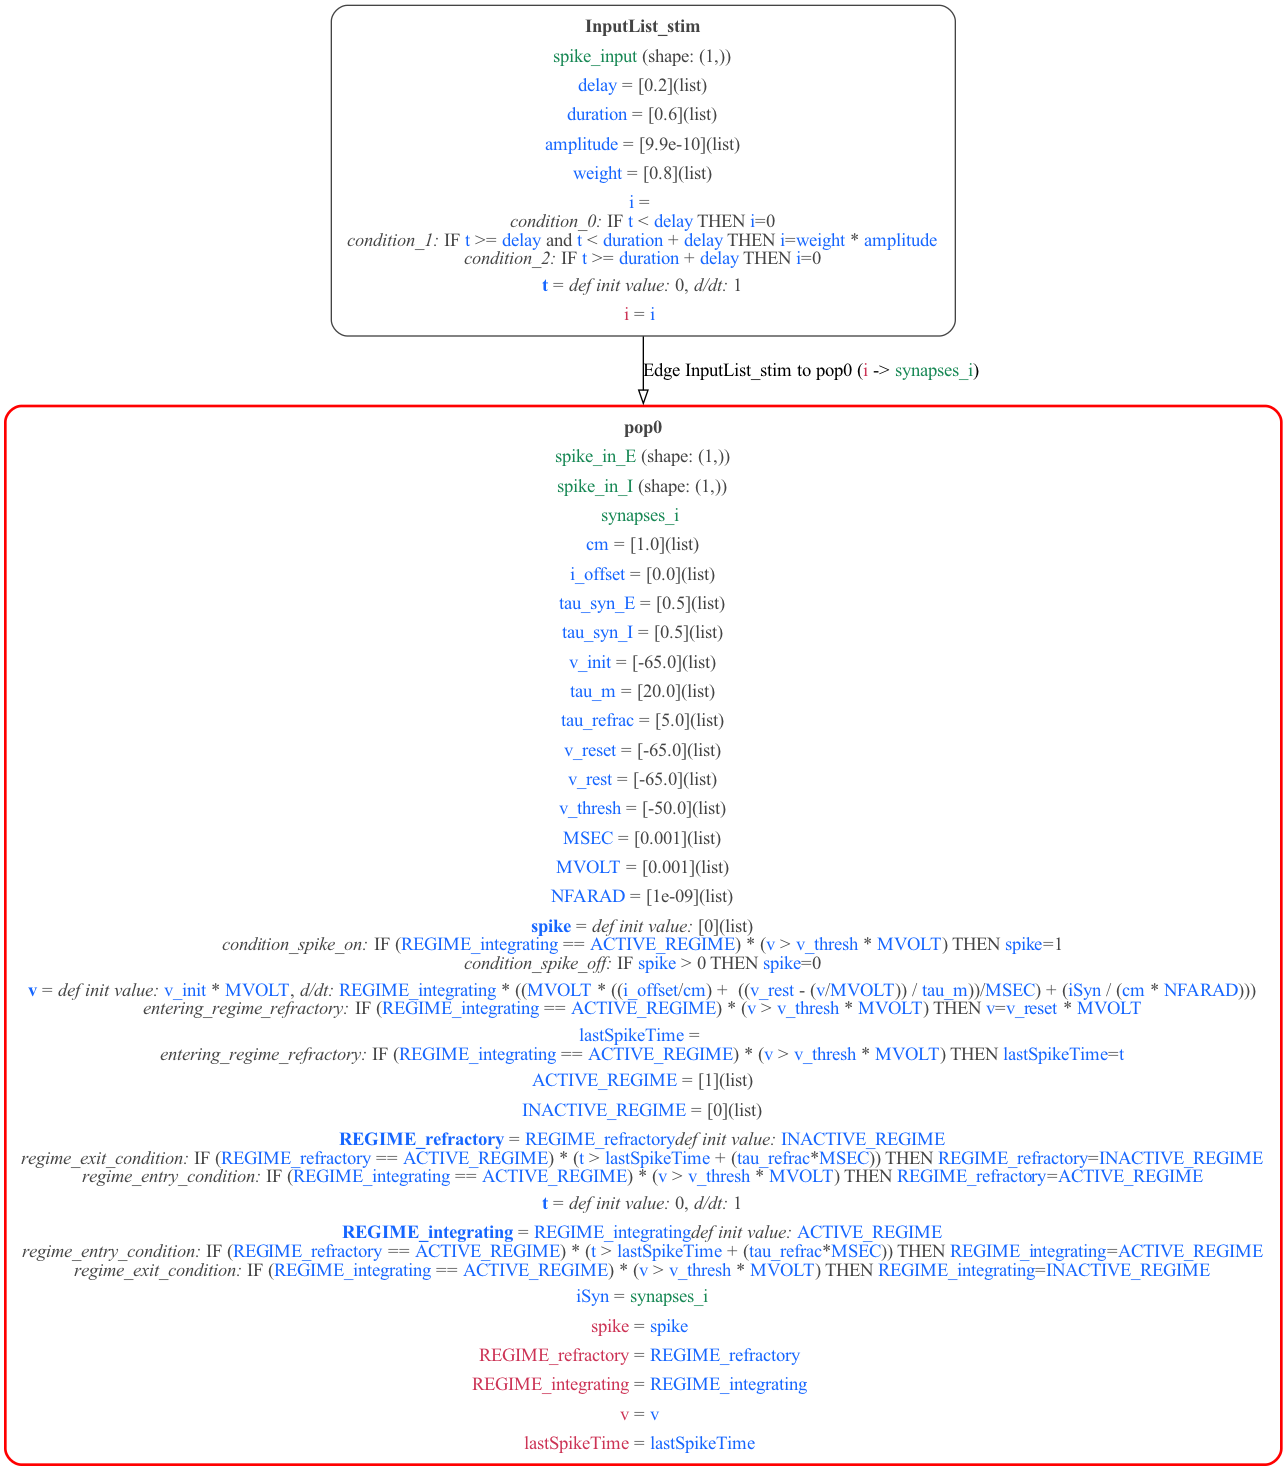 InputList_stim
spike_input (shape: (1,))
delay = [0.2](list)
duration = [0.6](list)
amplitude = [9.9e-10](list)
weight = [0.8](list)
i =
condition_0: IF t < delay THEN i=0
condition_1: IF t >= delay and t < duration + delay THEN i=weight * amplitude
condition_2: IF t >= duration + delay THEN i=0
t = def init value: 0, d/dt: 1
i = i
Edge InputList_stim to pop0 (i -> synapses_i)
pop0
spike_in_E (shape: (1,))
spike_in_I (shape: (1,))
synapses_i
cm = [1.0](list)
i_offset = [0.0](list)
tau_syn_E = [0.5](list)
tau_syn_I = [0.5](list)
v_init = [-65.0](list)
tau_m = [20.0](list)
tau_refrac = [5.0](list)
v_reset = [-65.0](list)
v_rest = [-65.0](list)
v_thresh = [-50.0](list)
MSEC = [0.001](list)
MVOLT = [0.001](list)
NFARAD = [1e-09](list)
spike = def init value: [0](list)
condition_spike_on: IF (REGIME_integrating == ACTIVE_REGIME) * (v > v_thresh * MVOLT) THEN spike=1
condition_spike_off: IF spike > 0 THEN spike=0
v = def init value: v_init * MVOLT, d/dt: REGIME_integrating * ((MVOLT * ((i_offset/cm) +  ((v_rest - (v/MVOLT)) / tau_m))/MSEC) + (iSyn / (cm * NFARAD)))
entering_regime_refractory: IF (REGIME_integrating == ACTIVE_REGIME) * (v > v_thresh * MVOLT) THEN v=v_reset * MVOLT
lastSpikeTime =
entering_regime_refractory: IF (REGIME_integrating == ACTIVE_REGIME) * (v > v_thresh * MVOLT) THEN lastSpikeTime=t
ACTIVE_REGIME = [1](list)
INACTIVE_REGIME = [0](list)
REGIME_refractory = REGIME_refractorydef init value: INACTIVE_REGIME
regime_exit_condition: IF (REGIME_refractory == ACTIVE_REGIME) * (t > lastSpikeTime + (tau_refrac*MSEC)) THEN REGIME_refractory=INACTIVE_REGIME
regime_entry_condition: IF (REGIME_integrating == ACTIVE_REGIME) * (v > v_thresh * MVOLT) THEN REGIME_refractory=ACTIVE_REGIME
t = def init value: 0, d/dt: 1
REGIME_integrating = REGIME_integratingdef init value: ACTIVE_REGIME
regime_entry_condition: IF (REGIME_refractory == ACTIVE_REGIME) * (t > lastSpikeTime + (tau_refrac*MSEC)) THEN REGIME_integrating=ACTIVE_REGIME
regime_exit_condition: IF (REGIME_integrating == ACTIVE_REGIME) * (v > v_thresh * MVOLT) THEN REGIME_integrating=INACTIVE_REGIME
iSyn = synapses_i
spike = spike
REGIME_refractory = REGIME_refractory
REGIME_integrating = REGIME_integrating
v = v
lastSpikeTime = lastSpikeTime